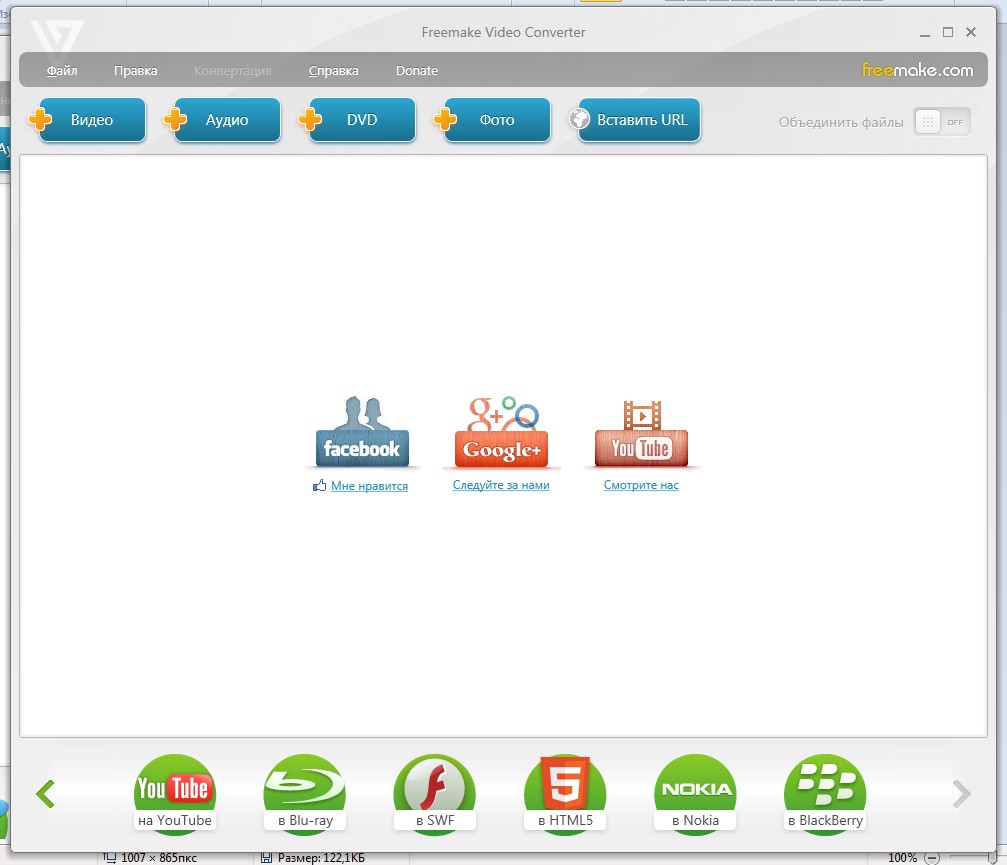 Freemake Video Converter
Файл Правка Конвертация Справка Donate freemake.com
Видео Аудио DVD Фото Вставить URL Объединить файлы OFF
facebook Google+ YouTube
Мне нравится Следуйте за нами Смотрите нас
YouTube NOKIA
на YouTube в Blu-ray в SWF в HTML5 в Nokia в BlackBerry
1007 × 865пкс Размер: 122,1КБ 100%